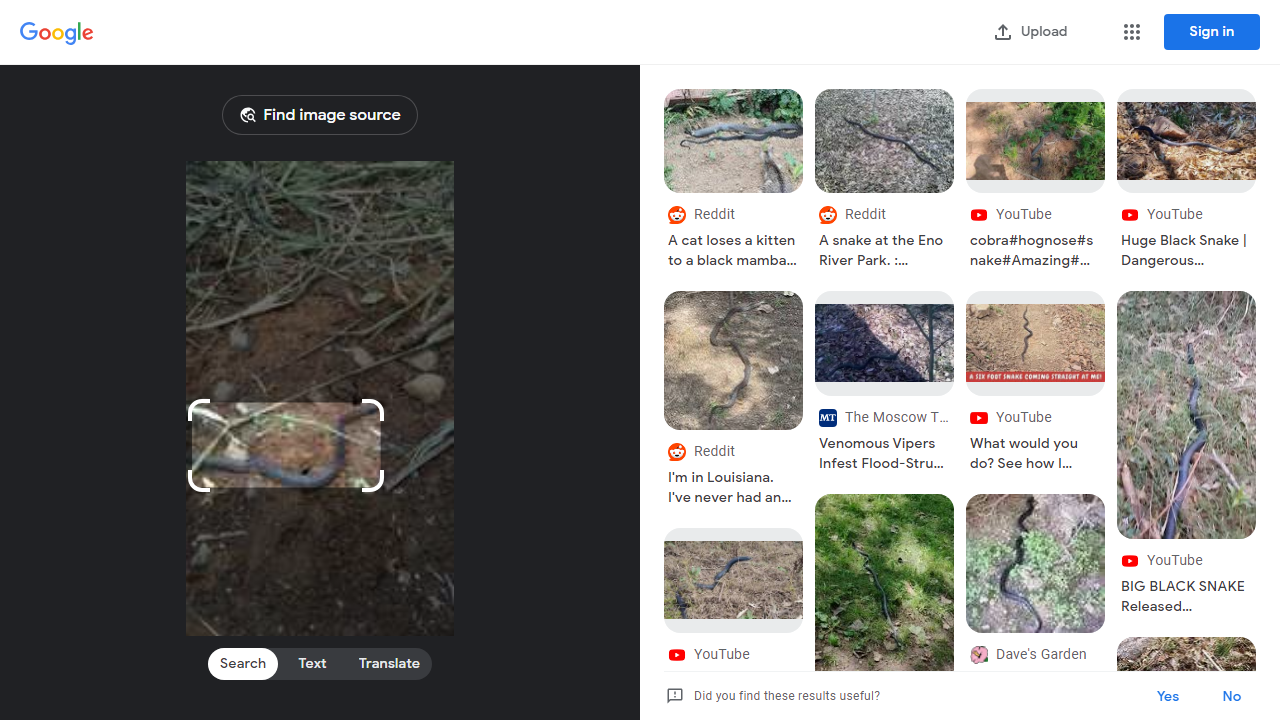 Google
Upload
Sign in
Find image source
Search
Text
Translate
Reddit
A cat loses a kitten
to a black mamba...
Reddit
A snake at the Eno
River Park. :...
YouTube
cobra#hognose#s
nake#Amazing#...
YouTube
Huge Black Snake |
Dangerous...
Reddit
I'm in Louisiana.
I've never had an...
MT
The Moscow T...
Venomous Vipers
Infest Flood-Stru...
A SIX FOOT SNAKE COMING STRAIGHT AT ME!
YouTube
What would you
do? See how I...
YouTube
BIG BLACK SNAKE
Released...
YouTube
Dave's Garden
Did you find these results useful?
Yes
No